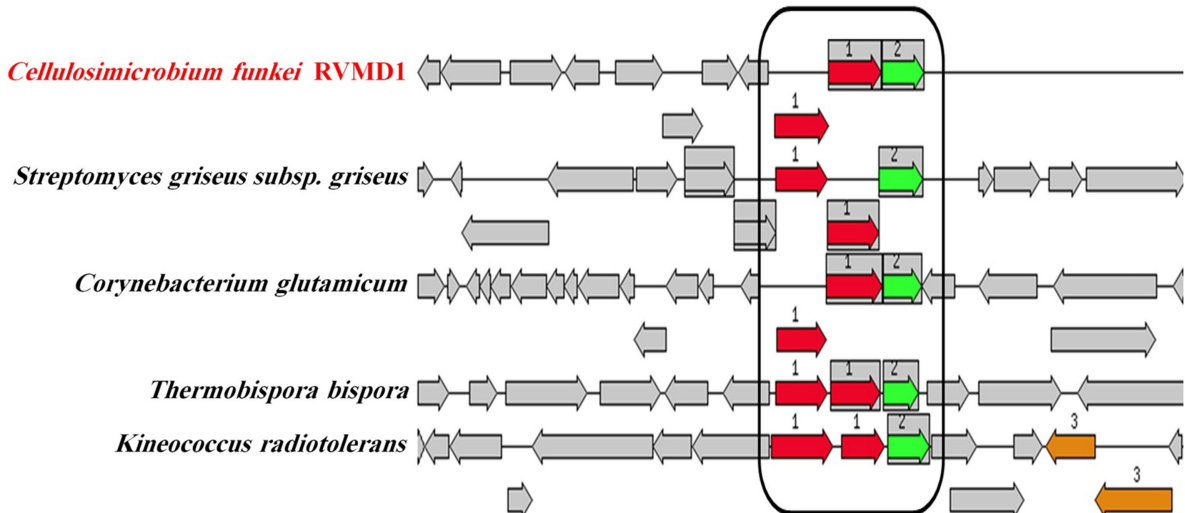 1 2
Cellulosimicrobium funkei RVMD1
1
1 2
Streptomyces griseus subsp. griseus
1
1 2
Corynebacterium glutamicum
1
1 1 2
Thermobispora bispora
1 1 2 3
Kineococcus radiotolerans
3